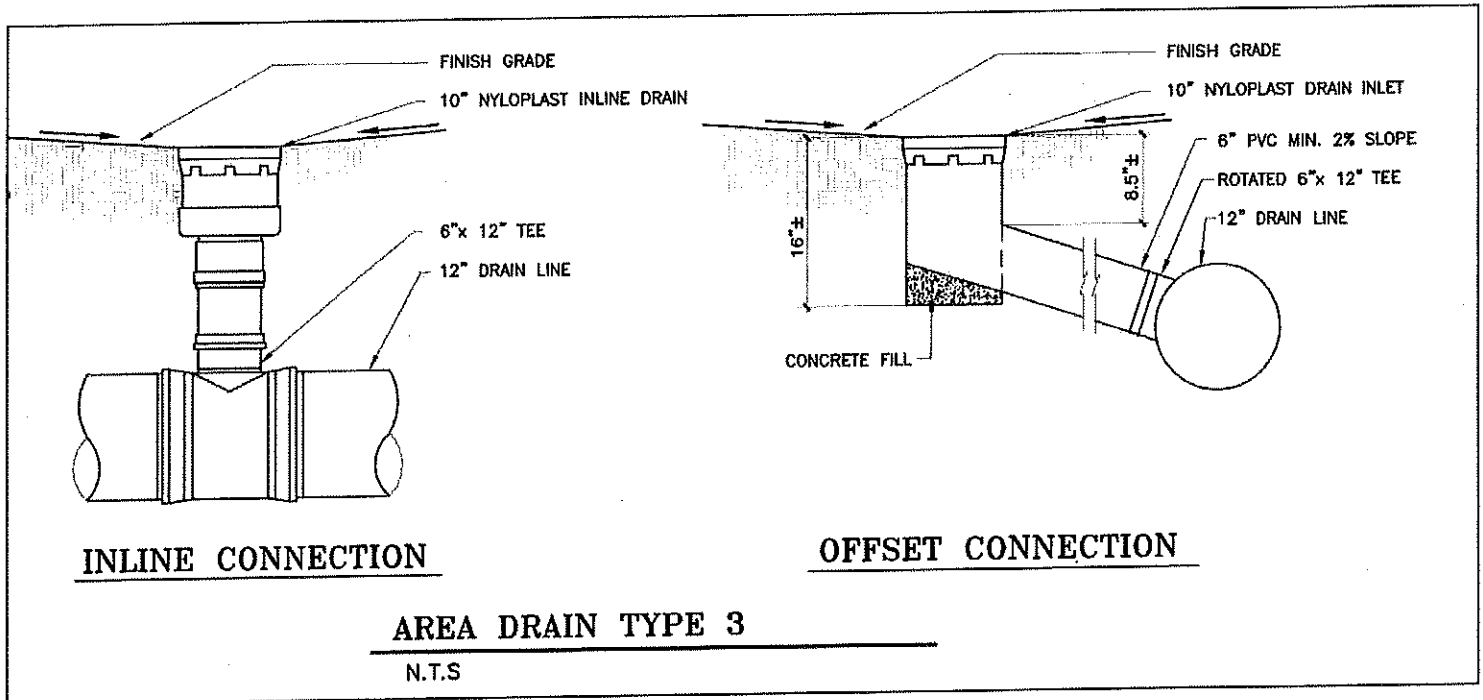 FINISH GRADE
10" NYLOPLAST INLINE DRAIN
6"x 12" TEE
12" DRAIN LINE
INLINE CONNECTION
FINISH GRADE
10" NYLOPLAST DRAIN INLET
6" PVC MIN. 2% SLOPE
ROTATED 6"x 12" TEE
12" DRAIN LINE
8.5"±
16"±
CONCRETE FILL
OFFSET CONNECTION
AREA DRAIN TYPE 3
N.T.S